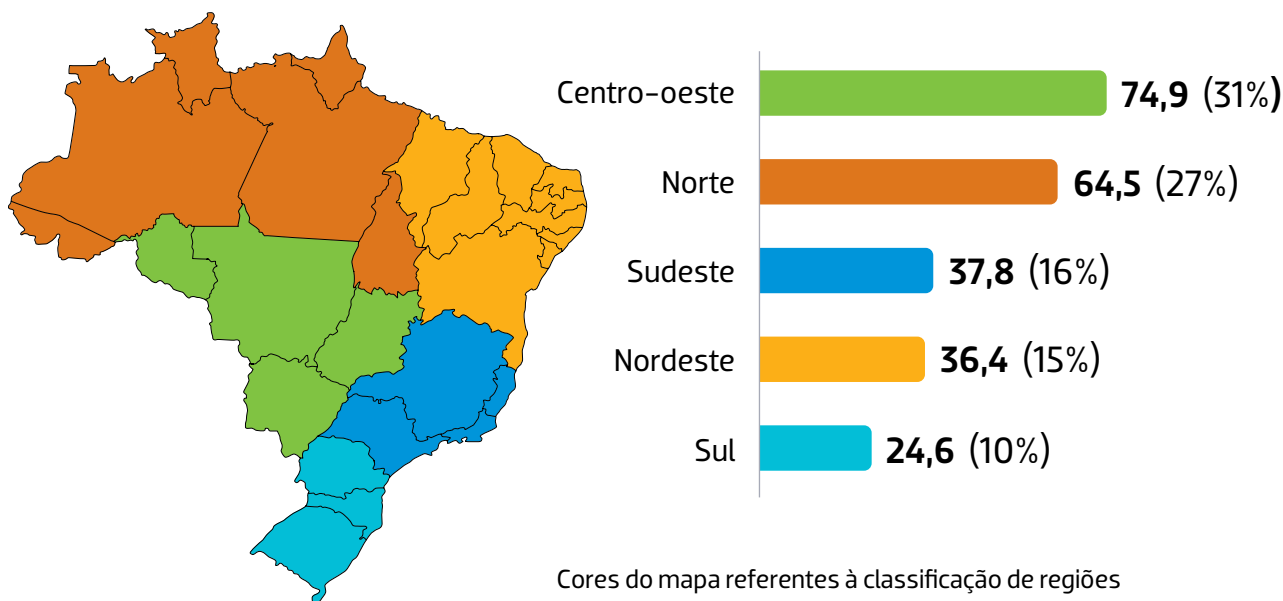 Centro-oeste 74,9 (31%)
Norte 64,5 (27%)
Sudeste 37,8 (16%)
Nordeste 36,4 (15%)
Sul 24,6 (10%)
Cores do mapa referentes à classificação de regiões